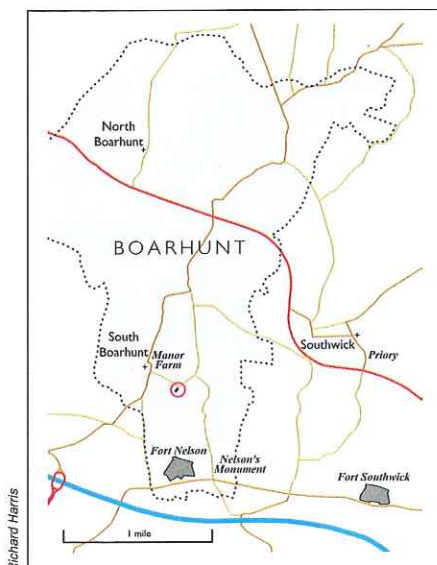 North
Boarhunt
BOARHUNT
South
Boarhunt
Manor
Farm
Southwick
Priory
Fort Nelson
Nelson's
Monument
Fort Southwick
1 mile
Richard Harris